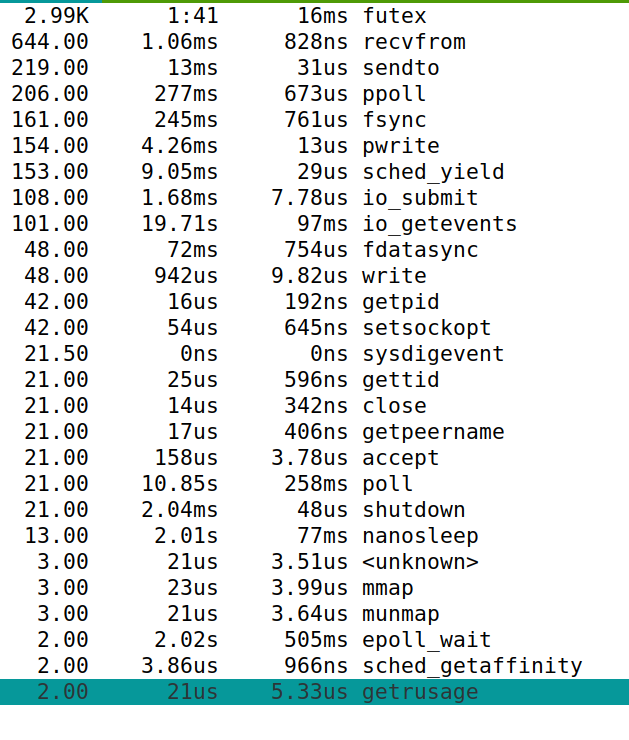 2.99K 1:41 16ms futex
644.00 1.06ms 828ns recvfrom
219.00 13ms 31us sendto
206.00 277ms 673us ppoll
161.00 245ms 761us fsync
154.00 4.26ms 13us pwrite
153.00 9.05ms 29us sched_yield
108.00 1.68ms 7.78us io_submit
101.00 19.71s 97ms io_getevents
48.00 72ms 754us fdatasync
48.00 942us 9.82us write
42.00 16us 192ns getpid
42.00 54us 645ns setsockopt
21.50 0ns 0ns sysdigevent
21.00 25us 596ns gettid
21.00 14us 342ns close
21.00 17us 406ns getpeername
21.00 158us 3.78us accept
21.00 10.85s 258ms poll
21.00 2.04ms 48us shutdown
13.00 2.01s 77ms nanosleep
3.00 21us 3.51us <unknown>
3.00 23us 3.99us mmap
3.00 21us 3.64us munmap
2.00 2.02s 505ms epoll_wait
2.00 3.86us 966ns sched_getaffinity
2.00 21us 5.33us getrusage